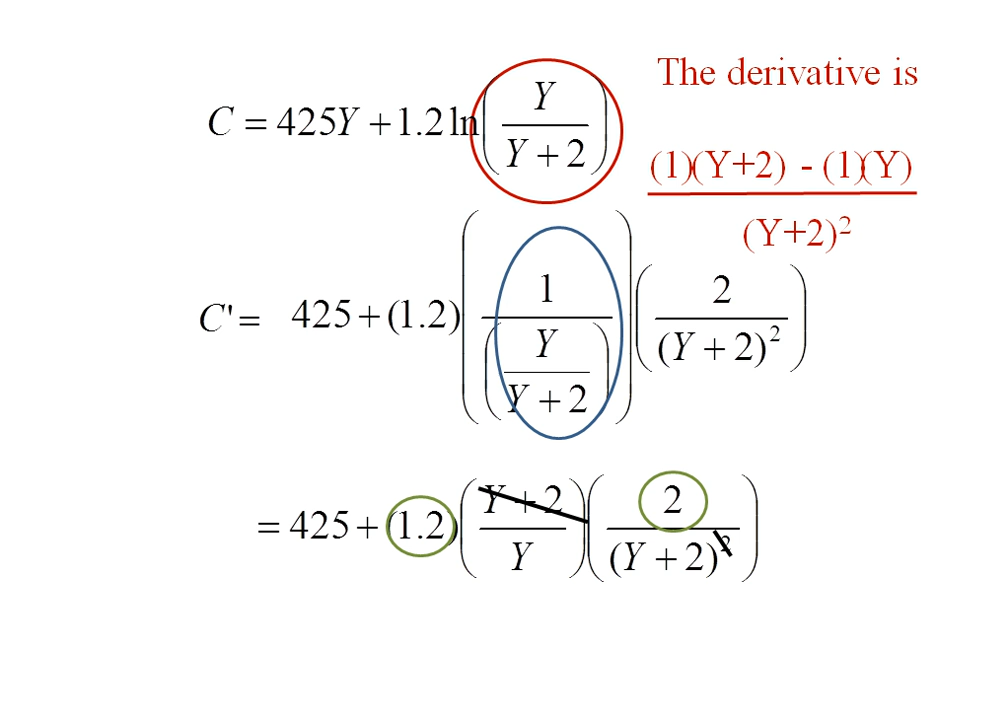 The derivative is
C = 425Y + 1.2 ln(Y/(Y + 2))
(1)(Y+2) - (1)(Y)
(Y+2)²
C' = 425 + (1.2)(1/(Y/(Y + 2)))(2/(Y + 2)²)
= 425 + (1.2)((Y + 2)/Y)(2/(Y + 2)²)